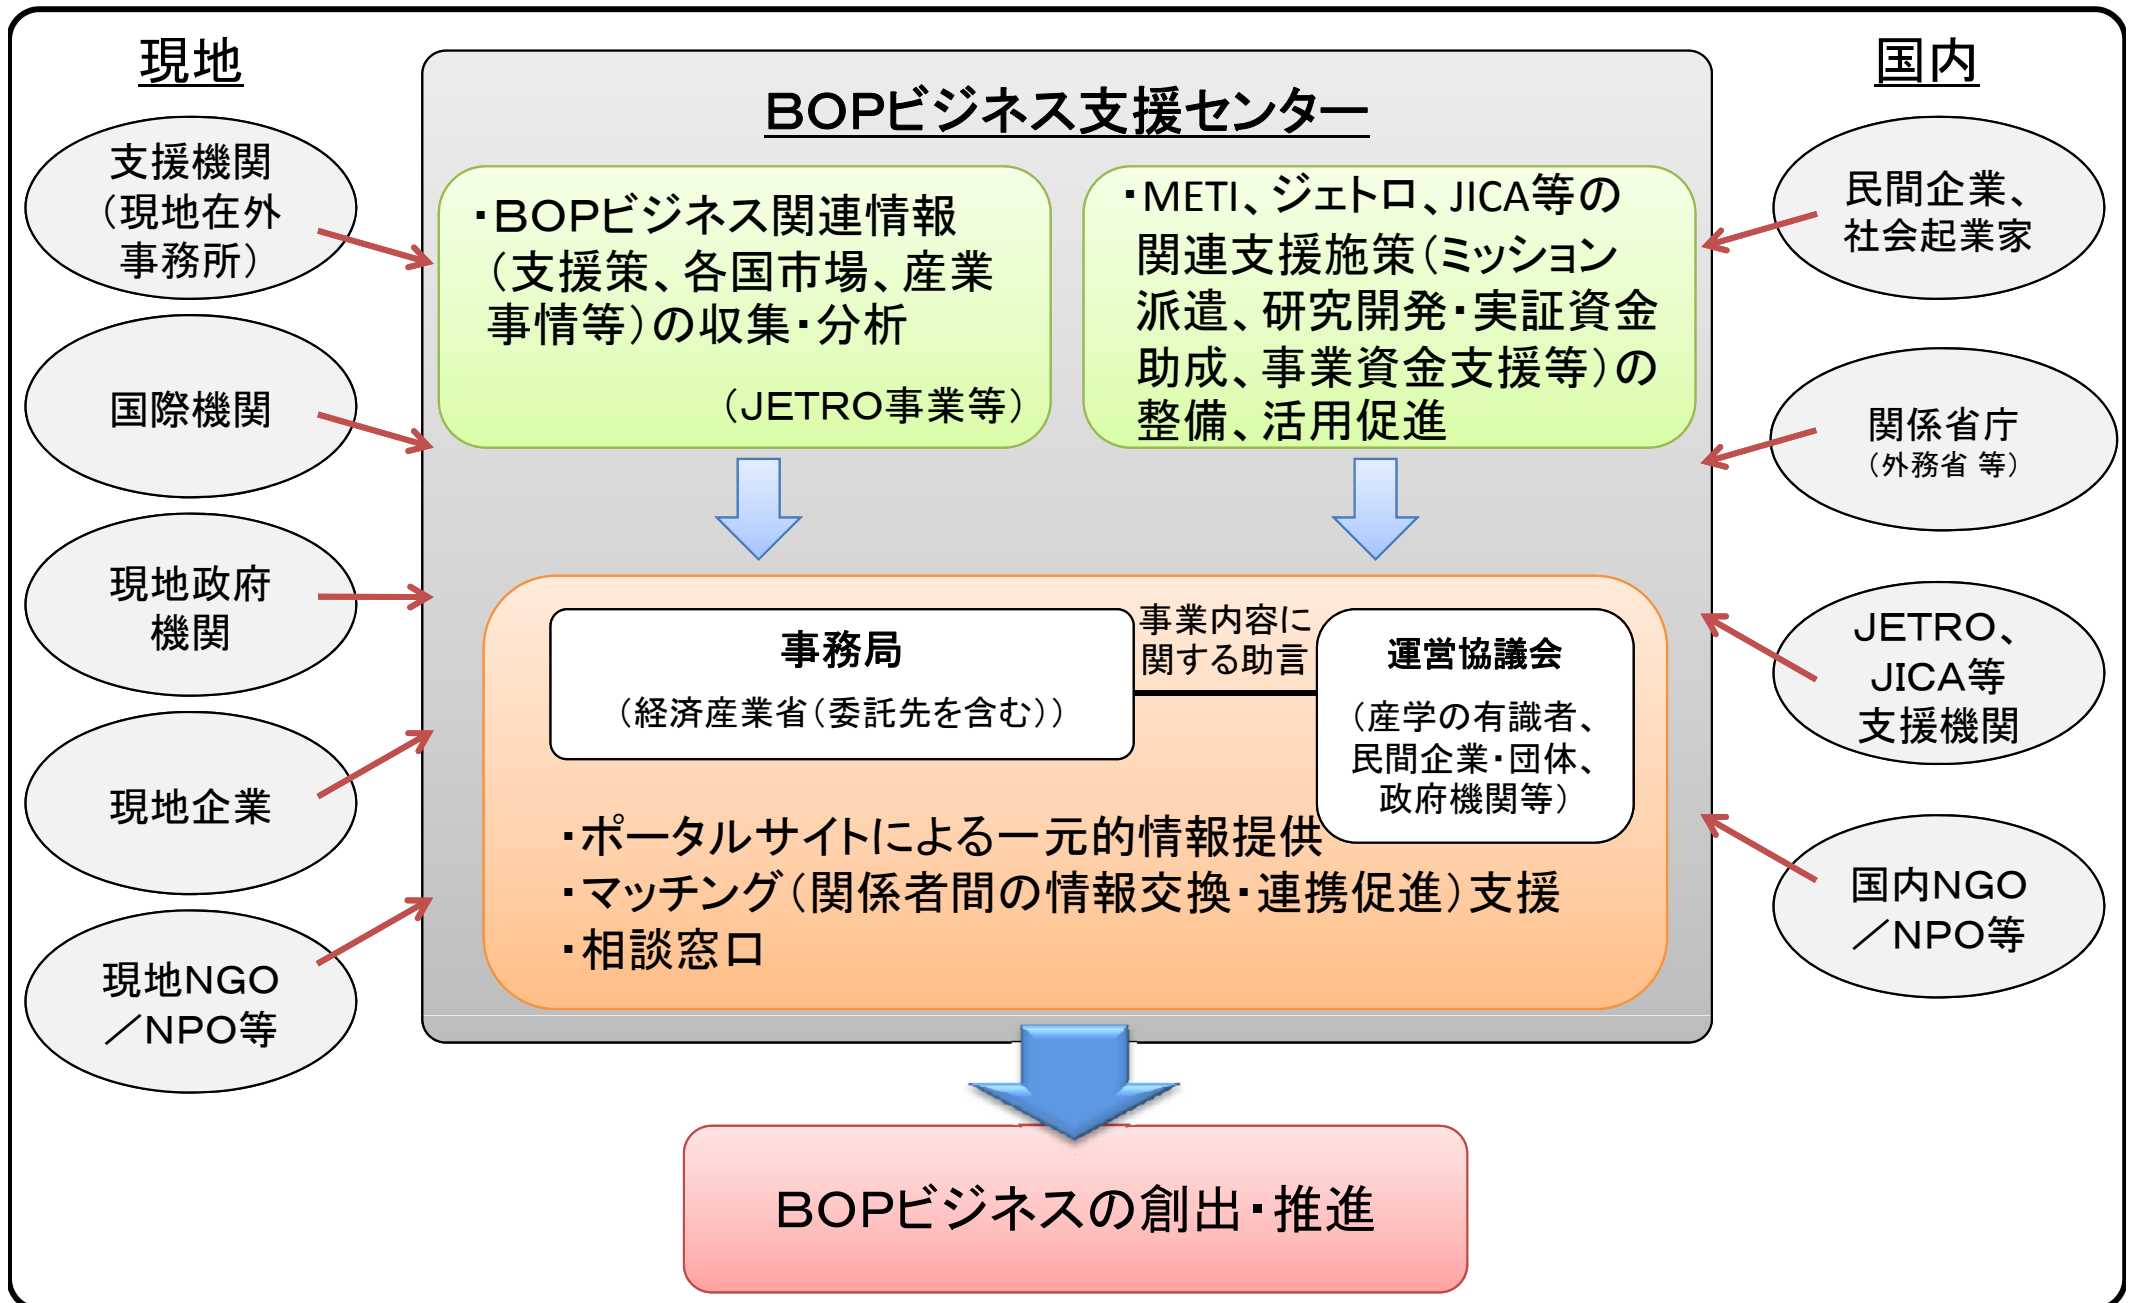 現地
支援機関
（現地在外
事務所）
国際機関
現地政府
機関
現地企業
現地ＮＧＯ
／ＮＰＯ等
ＢＯＰビジネス支援センター
・ＢＯＰビジネス関連情報
（支援策、各国市場、産業
事情等）の収集・分析
（ＪＥＴＲＯ事業等）
・METI、ジェトロ、JICA等の
関連支援施策（ミッション
派遣、研究開発・実証資金
助成、事業資金支援等）の
整備、活用促進
事務局
（経済産業省（委託先を含む））
事業内容に
関する助言
運営協議会
（産学の有識者、
民間企業・団体、
政府機関等）
・ポータルサイトによる一元的情報提供
・マッチング（関係者間の情報交換・連携促進）支援
・相談窓口
ＢＯＰビジネスの創出・推進
国内
民間企業、
社会起業家
関係省庁
（外務省 等）
ＪＥＴＲＯ、
ＪＩＣＡ等
支援機関
国内ＮＧＯ
／ＮＰＯ等